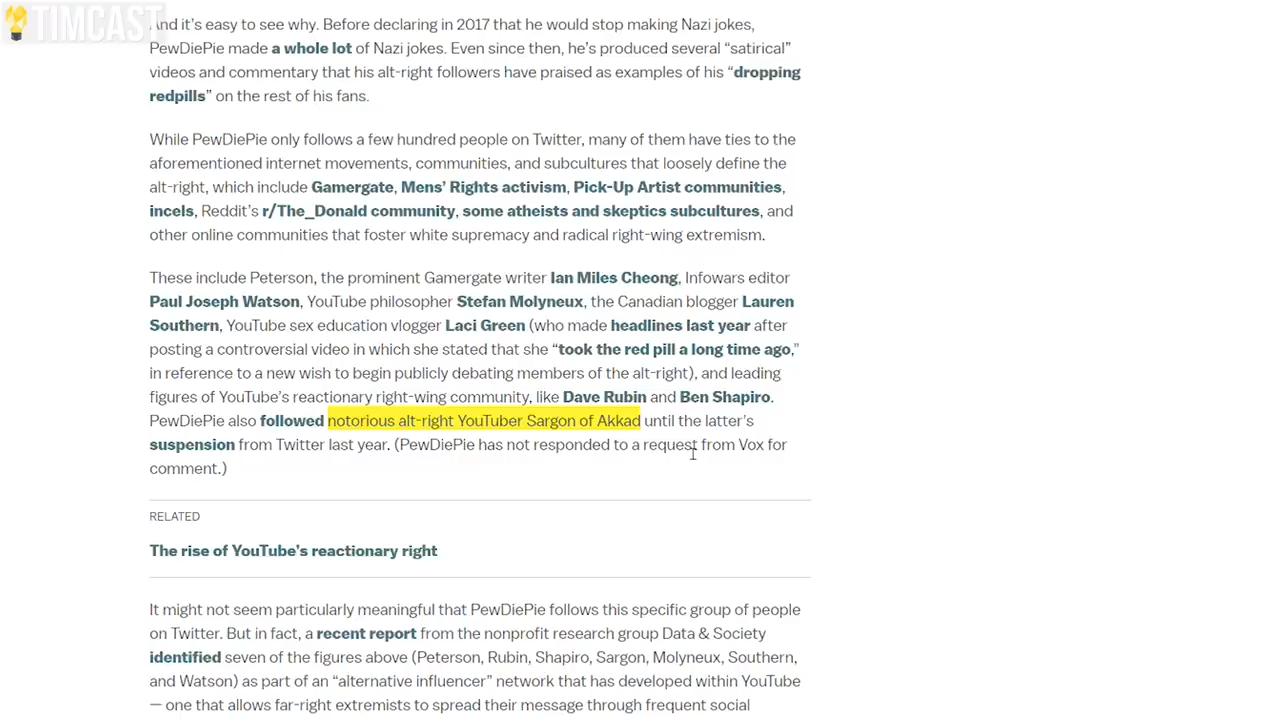 TIMCAST
And it's easy to see why. Before declaring in 2017 that he would stop making Nazi jokes,
PewDiePie made a whole lot of Nazi jokes. Even since then, he's produced several “satirical”
videos and commentary that his alt-right followers have praised as examples of his “dropping
redpills” on the rest of his fans.
While PewDiePie only follows a few hundred people on Twitter, many of them have ties to the
aforementioned internet movements, communities, and subcultures that loosely define the
alt-right, which include Gamergate, Mens’ Rights activism, Pick-Up Artist communities,
incels, Reddit’s r/The_Donald community, some atheists and skeptics subcultures, and
other online communities that foster white supremacy and radical right-wing extremism.
These include Peterson, the prominent Gamergate writer Ian Miles Cheong, Infowars editor
Paul Joseph Watson, YouTube philosopher Stefan Molyneux, the Canadian blogger Lauren
Southern, YouTube sex education vlogger Laci Green (who made headlines last year after
posting a controversial video in which she stated that she “took the red pill a long time ago,”
in reference to a new wish to begin publicly debating members of the alt-right), and leading
figures of YouTube’s reactionary right-wing community, like Dave Rubin and Ben Shapiro.
PewDiePie also followed notorious alt-right YouTuber Sargon of Akkad until the latter’s
suspension from Twitter last year. (PewDiePie has not responded to a request from Vox for
comment.)
RELATED
The rise of YouTube’s reactionary right
It might not seem particularly meaningful that PewDiePie follows this specific group of people
on Twitter. But in fact, a recent report from the nonprofit research group Data & Society
identified seven of the figures above (Peterson, Rubin, Shapiro, Sargon, Molyneux, Southern,
and Watson) as part of an “alternative influencer” network that has developed within YouTube
— one that allows far-right extremists to spread their message through frequent social